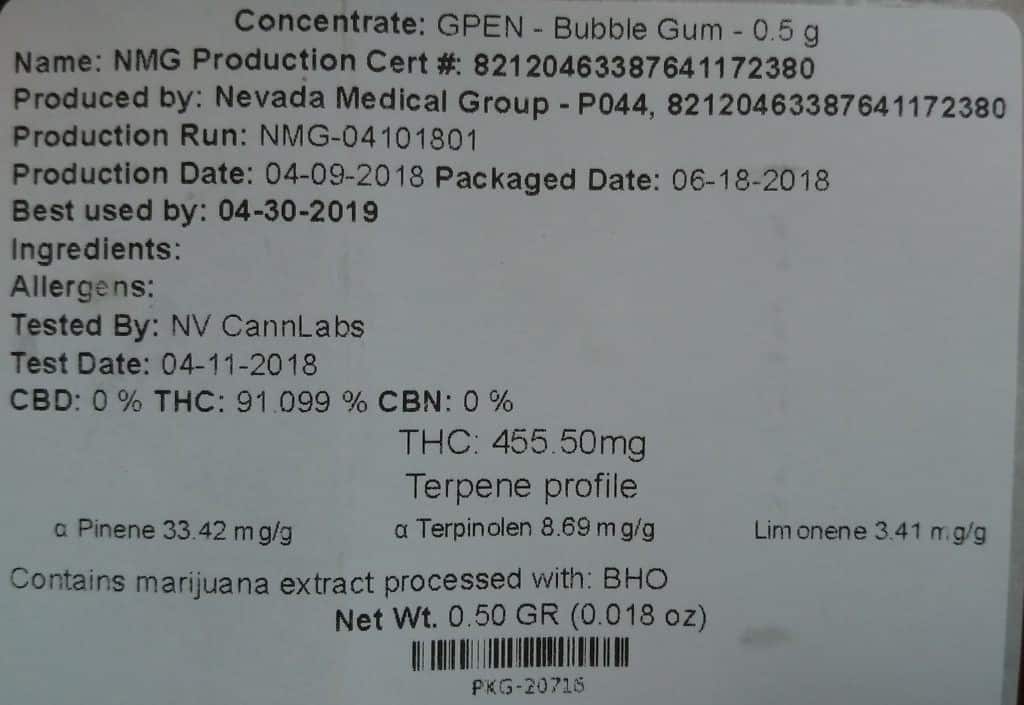 Concentrate: GPEN - Bubble Gum - 0.5 g
Name: NMG Production Cert #: 82120463387641172380
Produced by: Nevada Medical Group - P044, 82120463387641172380
Production Run: NMG-04101801
Production Date: 04-09-2018 Packaged Date: 06-18-2018
Best used by: 04-30-2019
Ingredients:
Allergens:
Tested By: NV CannLabs
Test Date: 04-11-2018
CBD: 0 % THC: 91.099 % CBN: 0 %
THC: 455.50mg
Terpene profile
α Pinene 33.42 mg/g α Terpinolen 8.69 mg/g Limonene 3.41 mg/g
Contains marijuana extract processed with: BHO
Net Wt. 0.50 GR (0.018 oz)
PKG-20716